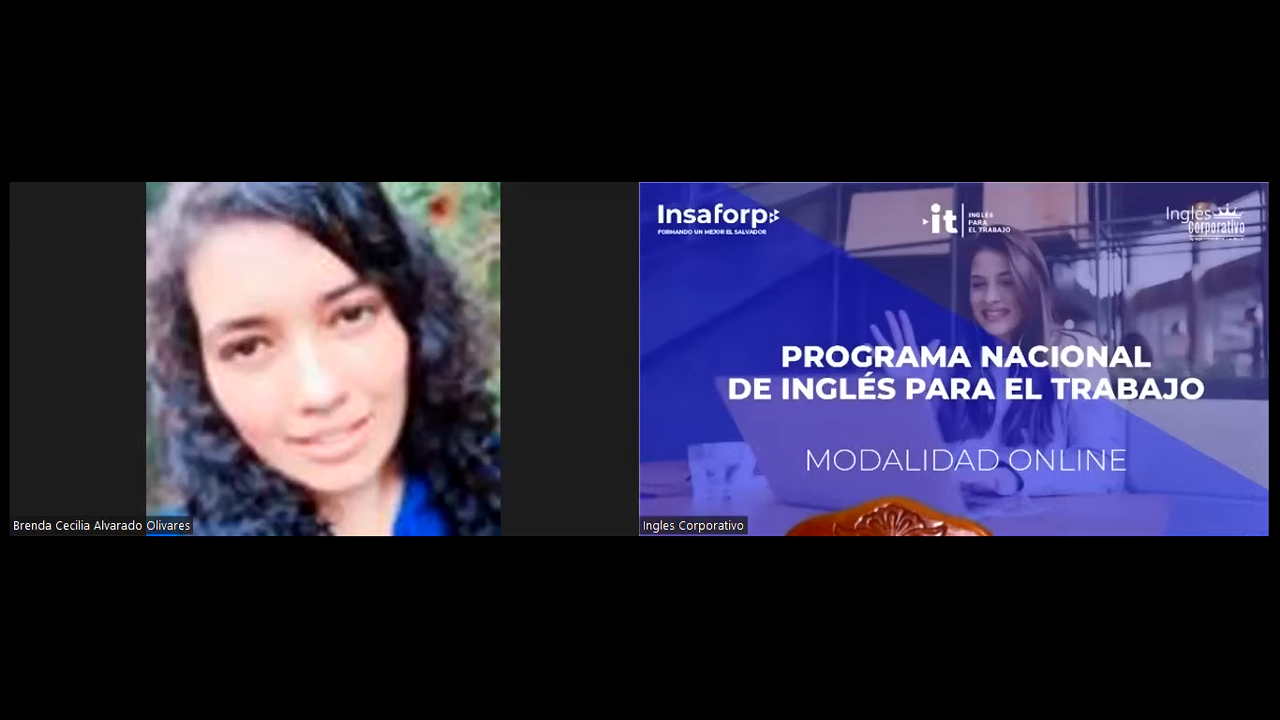 Insaforp
FORMANDO UN MEJOR EL SALVADOR
it
INGLÉS
PARA
EL TRABAJO
Inglés
Corporativo
PROGRAMA NACIONAL
DE INGLÉS PARA EL TRABAJO
MODALIDAD ONLINE
Brenda Cecilia Alvarado Olivares
Ingles Corporativo